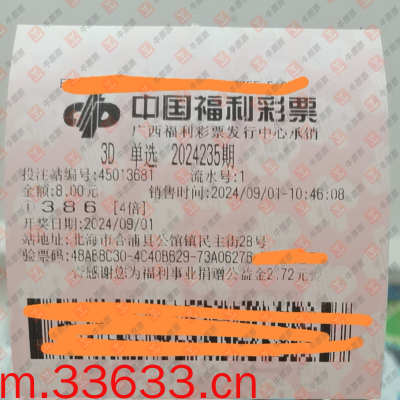 中国福利彩票
广西福利彩票发行中心承销
3D 单选 2024235期
投注站编号:45013681 流水号:1
金额:8.00元 销售时间:2024/09/01-10:46:08
386 [4倍]
开奖日期:2024/09/01
站地址:北海市合浦县公馆镇民主街28号
验票码:48AEBC30-4C40BB29-73A06276
感谢您为福利事业捐赠公益金2.72元
m.33633.cn